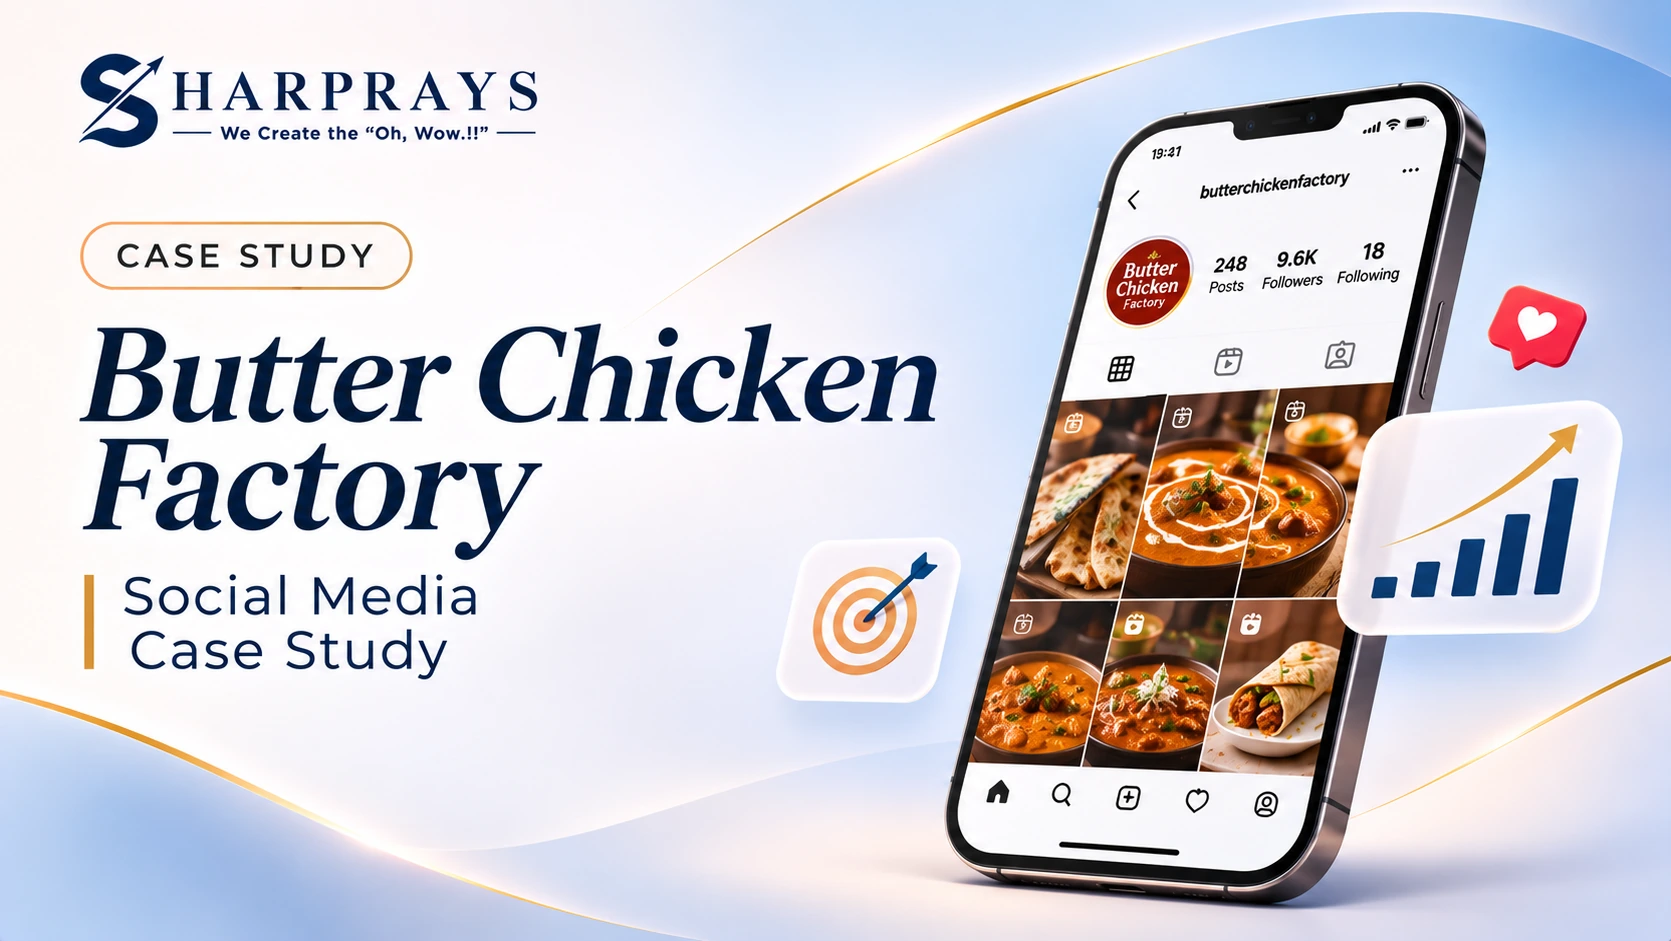 SHARPRAYS
We Create the “Oh, Wow.!!”
CASE STUDY
Butter Chicken
Factory
Social Media
Case Study
19:27
butterchickenfactory
Butter
Chicken
Factory
248 9.6K 18
Posts Followers Following